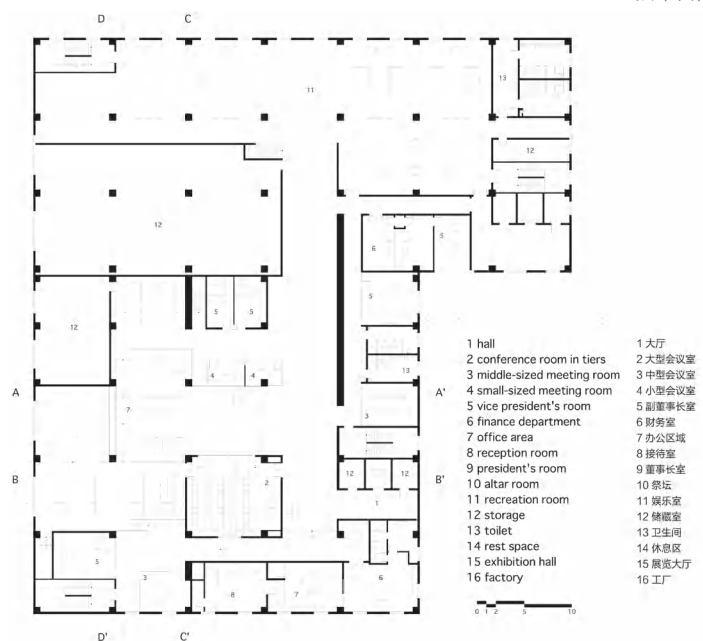 D C
11
13
12
12
6 5
5
5 5
12
13
4 4
A A'
7
3
B B'
12 12
2
1
5
3
8 7
6
D' C'
1 hall
2 conference room in tiers
3 middle-sized meeting room
4 small-sized meeting room
5 vice president's room
6 finance department
7 office area
8 reception room
9 president's room
10 altar room
11 recreation room
12 storage
13 toilet
14 rest space
15 exhibition hall
16 factory
1 大厅
2 大型会议室
3 中型会议室
4 小型会议室
5 副董事长室
6 财务室
7 办公区域
8 接待室
9 董事长室
10 祭坛
11 娱乐室
12 储藏室
13 卫生间
14 休息区
15 展览大厅
16 工厂
0 1 2 5 10